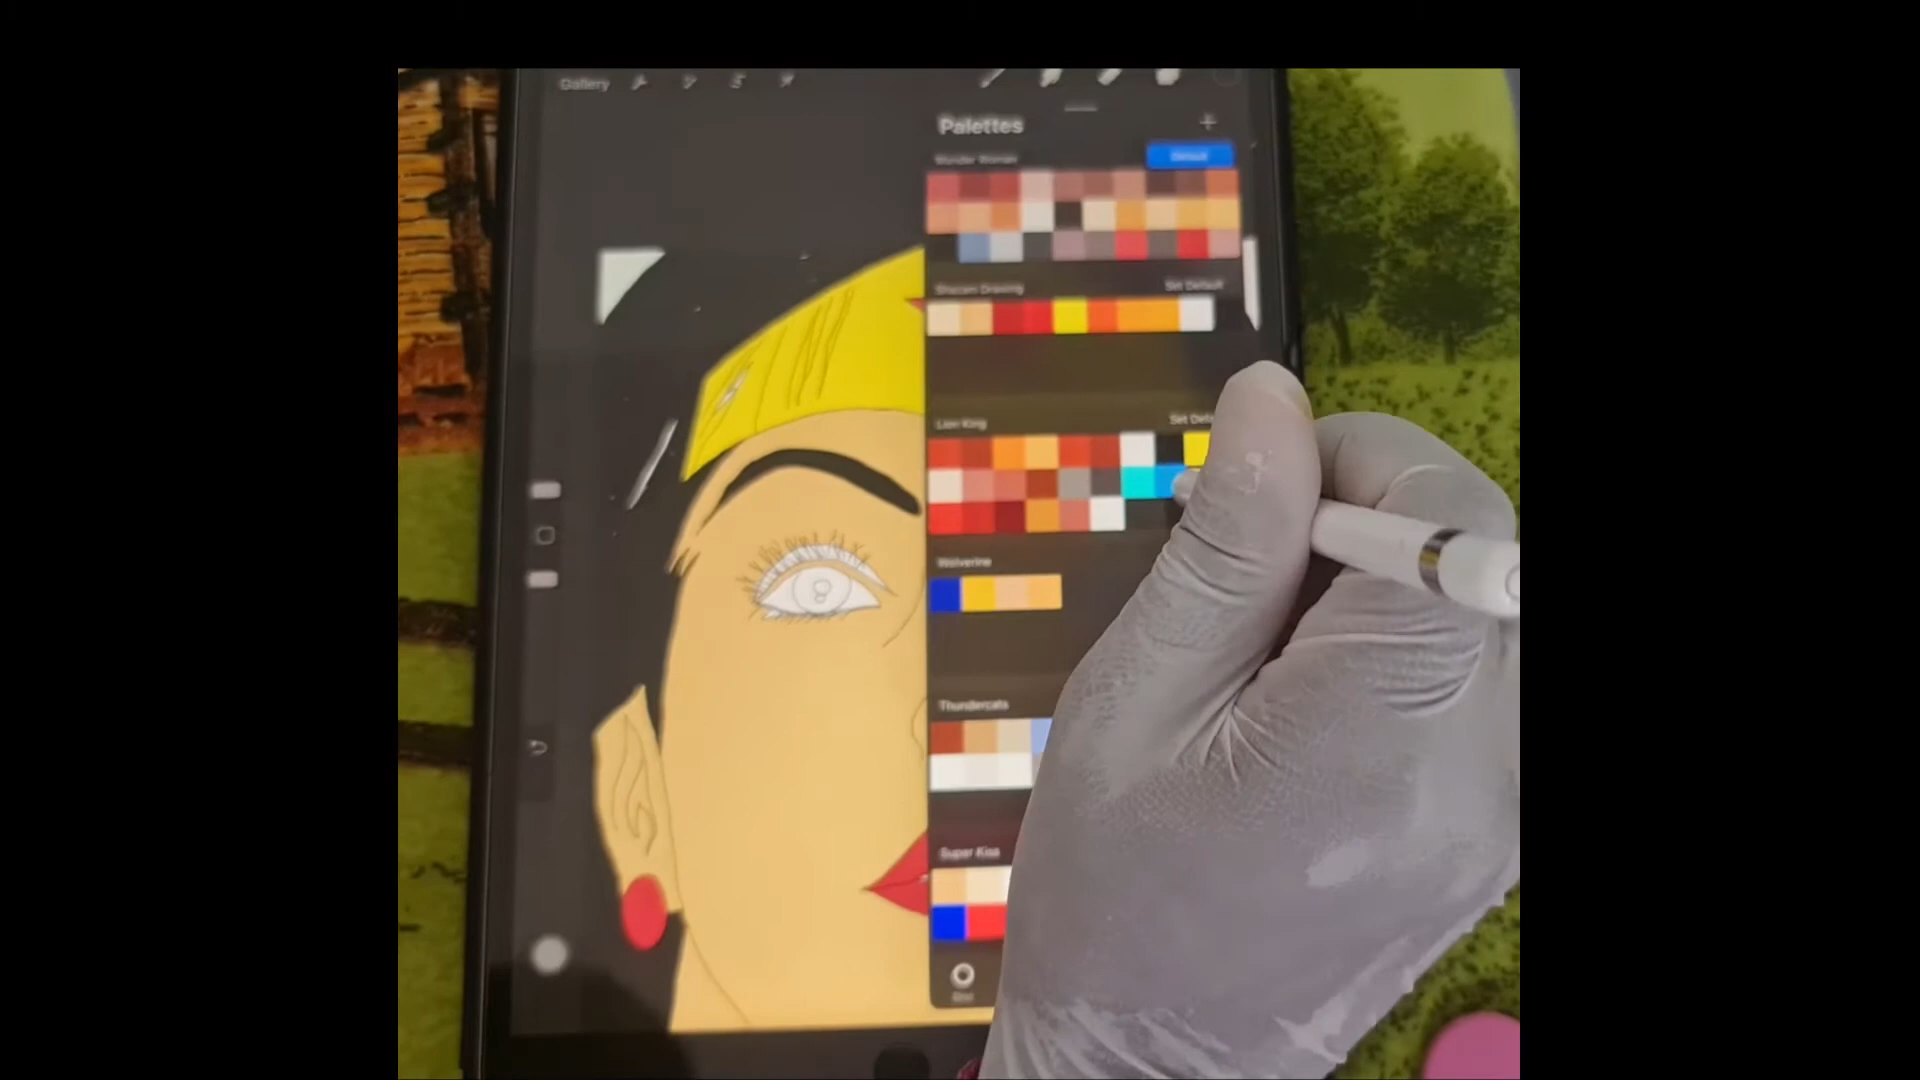 Gallery
Palettes
Wonder Woman
Default
Shazam Drawing
Set Default
Lion King
Wolverine
Thundercats
Super Kiss